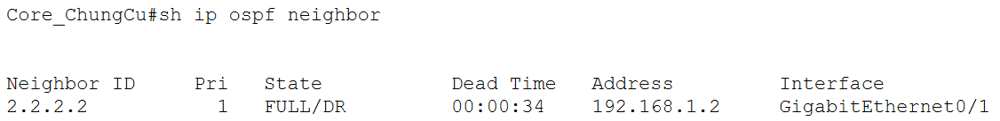 Core_ChungCu#sh ip ospf neighbor
Neighbor ID     Pri   State           Dead Time   Address         Interface
2.2.2.2           1   FULL/DR         00:00:34    192.168.1.2     GigabitEthernet0/1